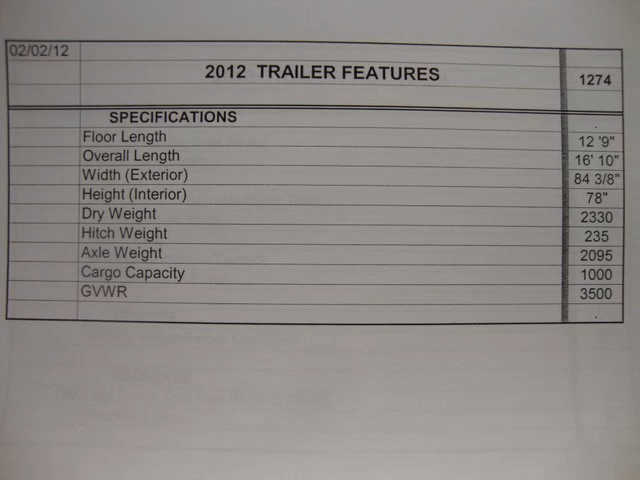 02/02/12
2012 TRAILER FEATURES 1274
SPECIFICATIONS .
Floor Length 12 '9"
Overall Length 16' 10"
Width (Exterior) 84 3/8"
Height (Interior) 78"
Dry Weight 2330
Hitch Weight 235
Axle Weight 2095
Cargo Capacity 1000
GVWR 3500
.